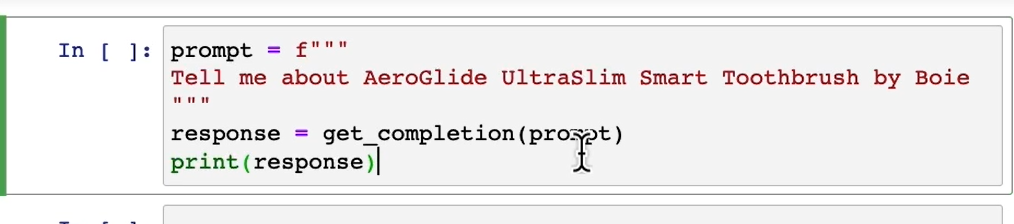 In [ ]: prompt = f"""
Tell me about AeroGlide UltraSlim Smart Toothbrush by Boie
"""
response = get_completion(prompt)
print(response)